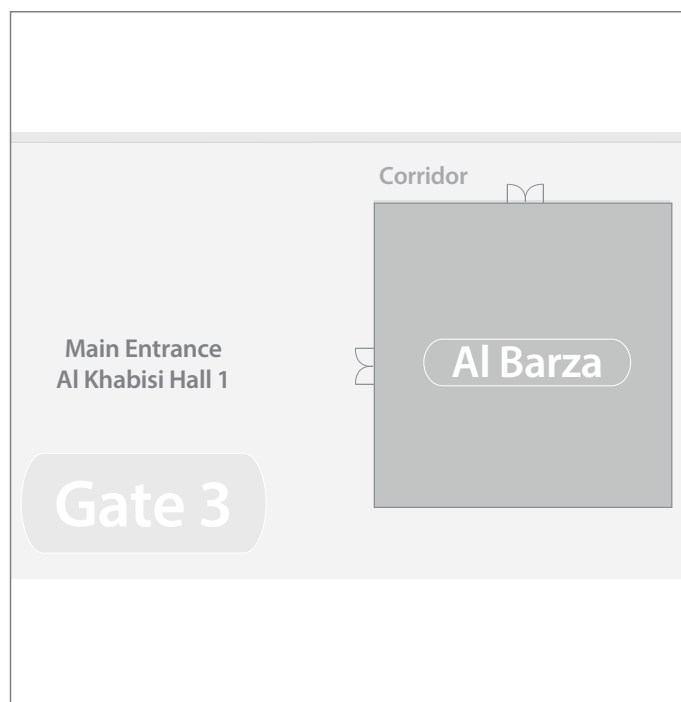 Corridor
Main Entrance
Al Khabisi Hall 1
Al Barza
Gate 3